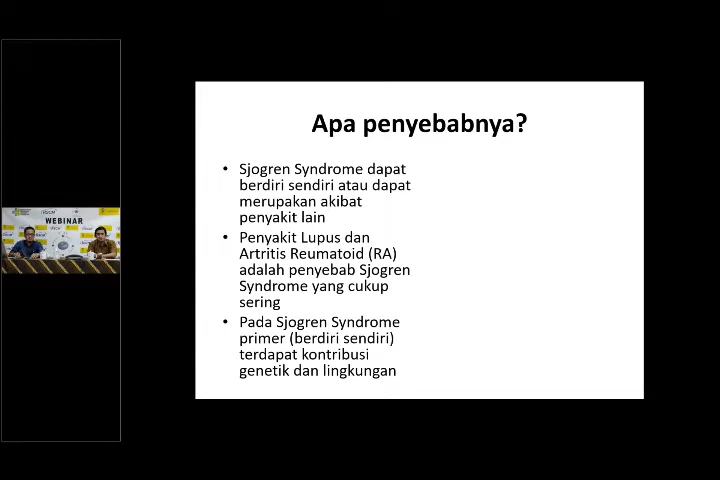 WEBINAR
Apa penyebabnya?
• Sjogren Syndrome dapat
berdiri sendiri atau dapat
merupakan akibat
penyakit lain
• Penyakit Lupus dan
Artritis Reumatoid (RA)
adalah penyebab Sjogren
Syndrome yang cukup
sering
• Pada Sjogren Syndrome
primer (berdiri sendiri)
terdapat kontribusi
genetik dan lingkungan